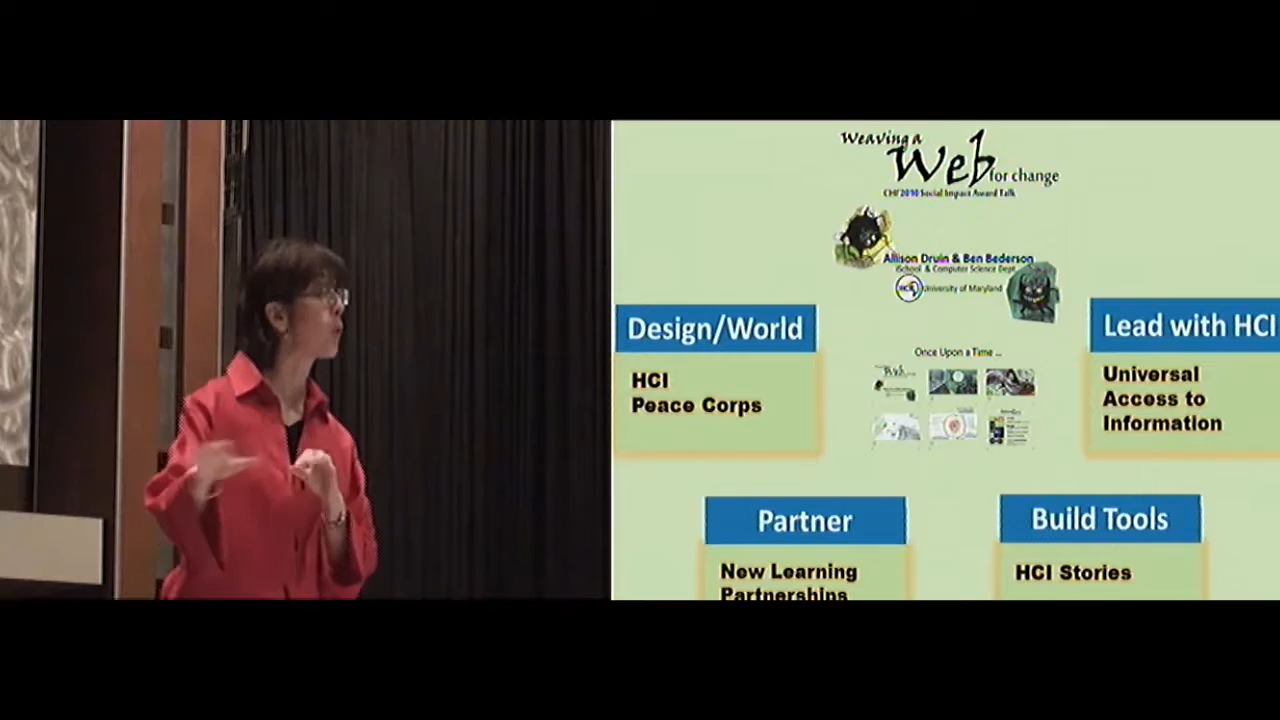 Weaving a
Web for change
CHI 2010 Social Impact Award Talk
Allison Druin & Ben Bederson
iSchool & Computer Science Dept
University of Maryland
Design/World
HCI
Peace Corps
Lead with HCI
Universal
Access to
Information
Once Upon a Time ...
Partner
New Learning
Partnerships
Build Tools
HCI Stories